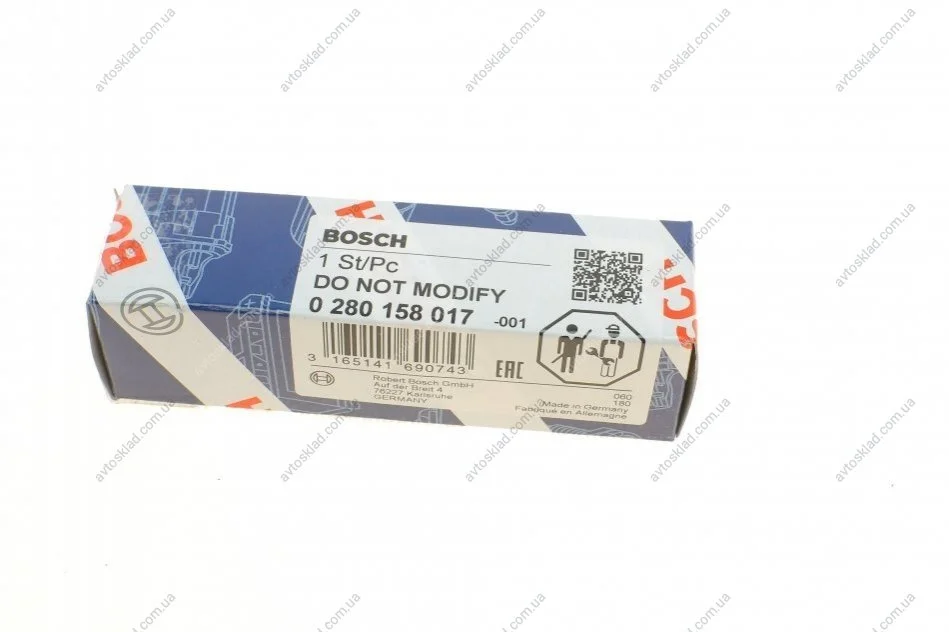 BOSCH
1 St/Pc
DO NOT MODIFY
0 280 158 017 -001
3 165141 690743
EAC
Robert Bosch GmbH
Auf der Breit 4
76227 Karlsruhe
GERMANY
060
180
Made in Germany
Fabriqué en Allemagne
avtosklad.com.ua